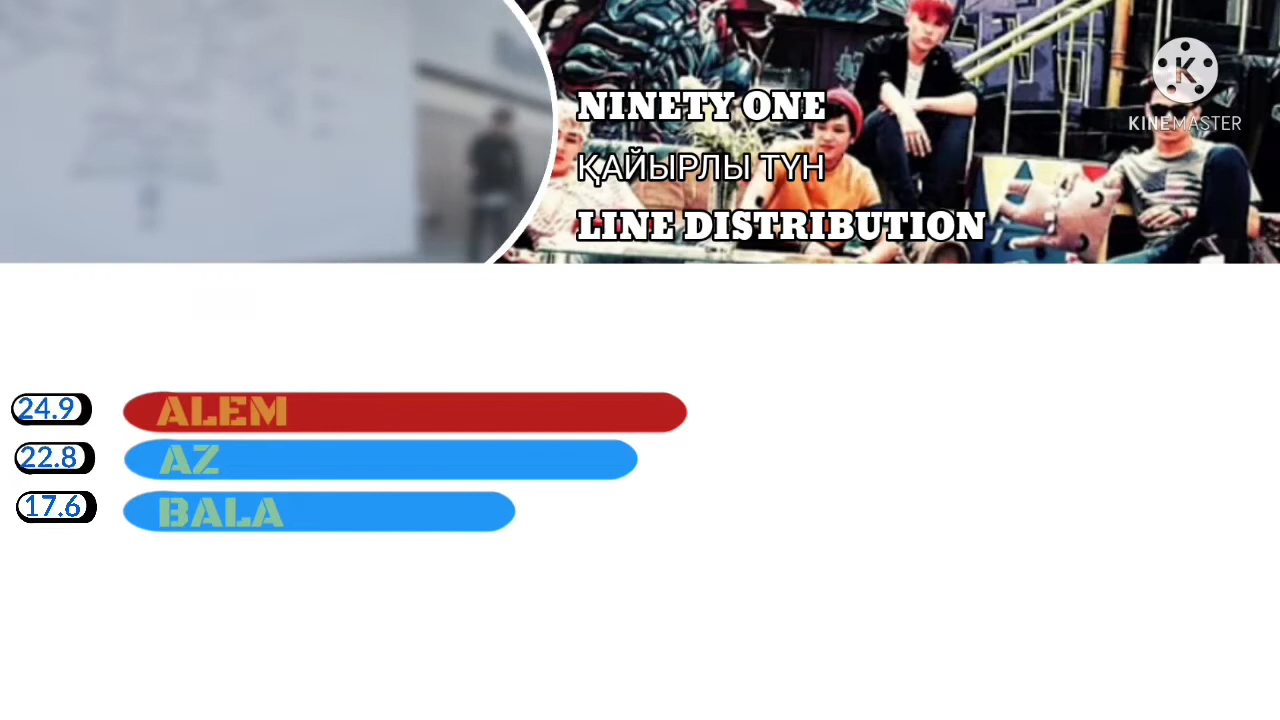 NINETY ONE
K
KINEMASTER
ҚАЙЫРЛЫ ТҮН
LINE DISTRIBUTION
24.9 ALEM
22.8 AZ
17.6 BALA